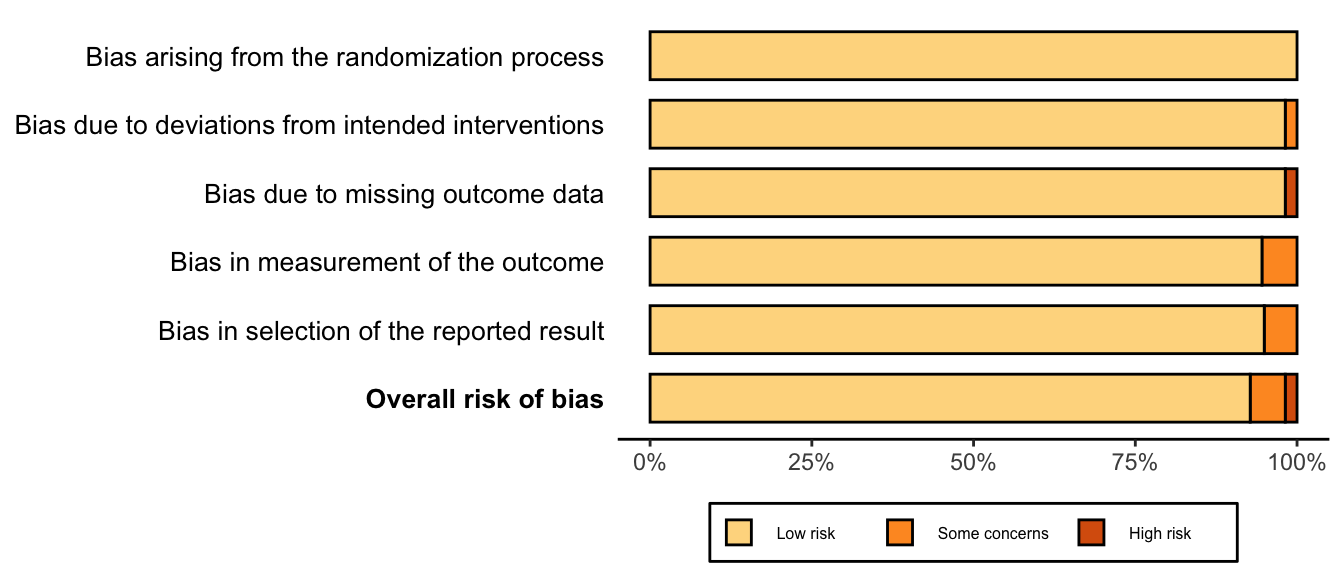 Bias arising from the randomization process
Bias due to deviations from intended interventions
Bias due to missing outcome data
Bias in measurement of the outcome
Bias in selection of the reported result
Overall risk of bias
0% 25% 50% 75% 100%
Low risk Some concerns High risk